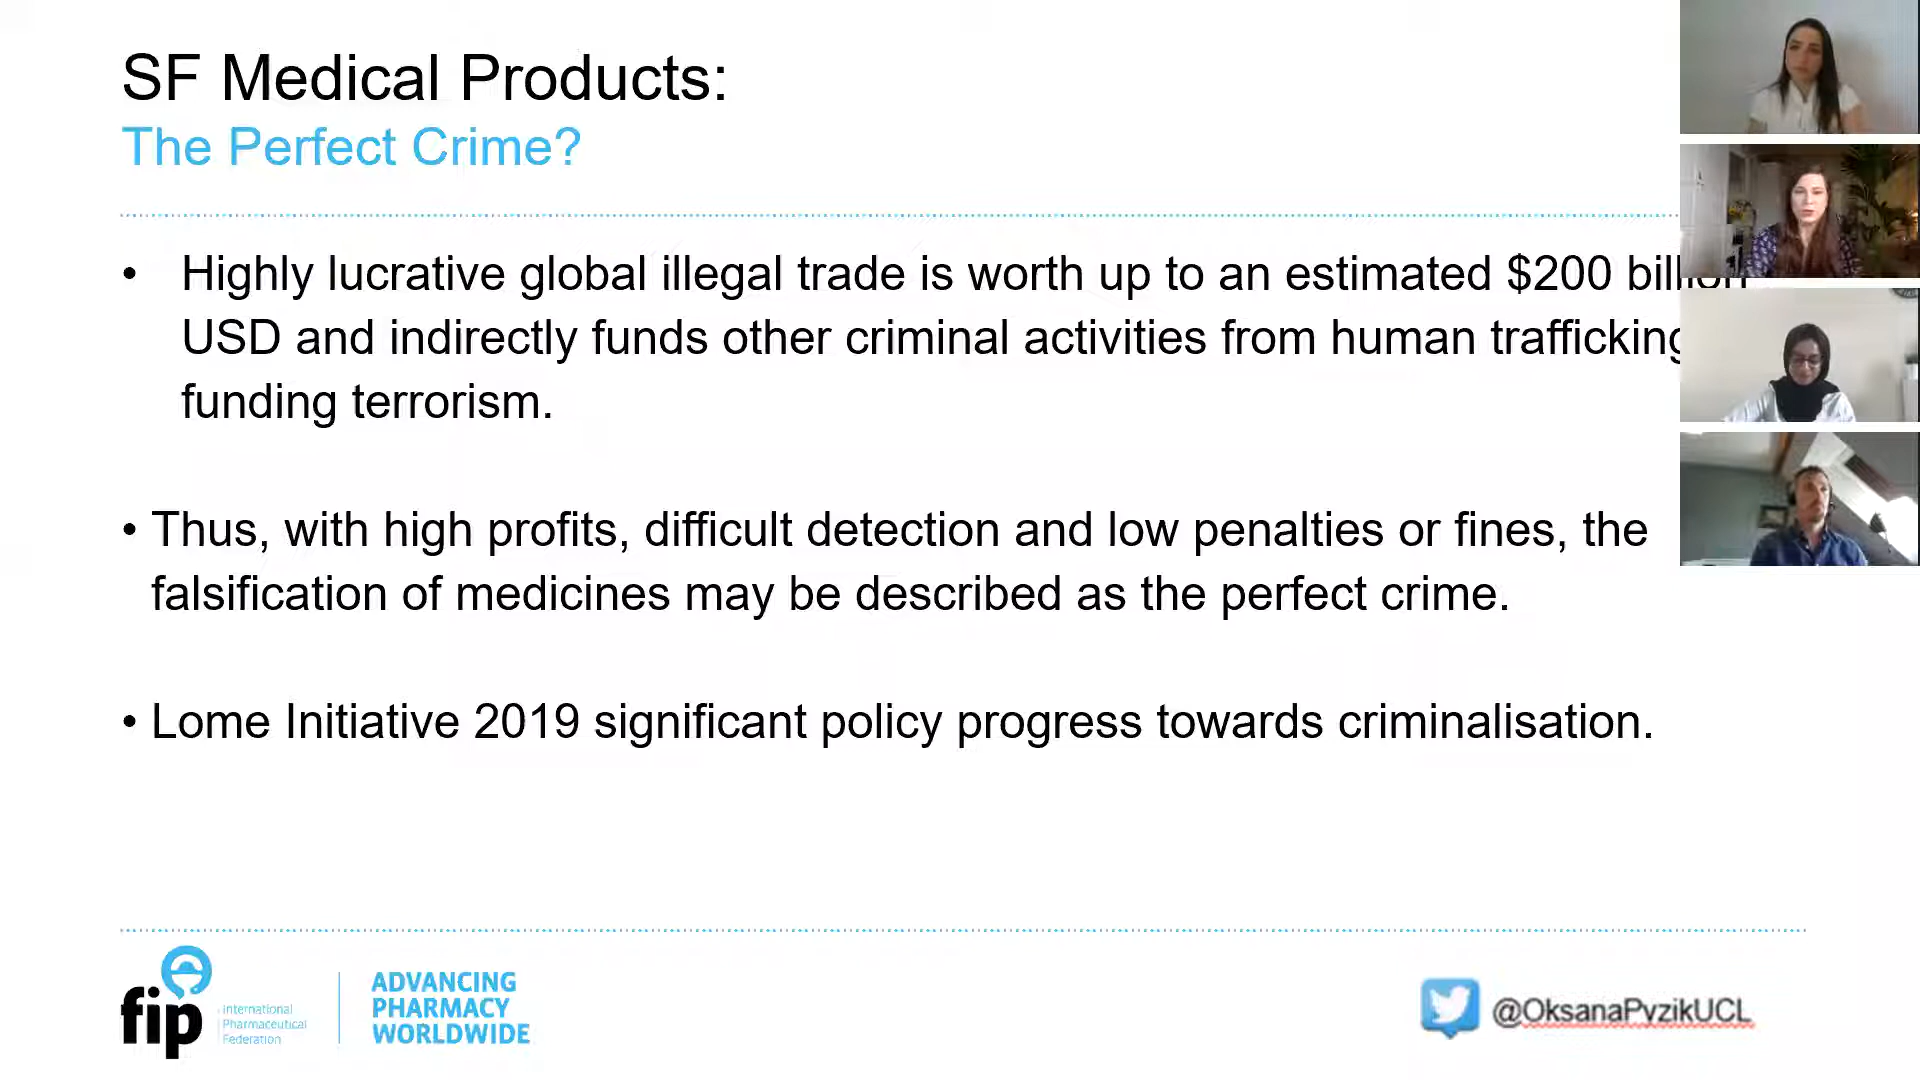 SF Medical Products:
The Perfect Crime?
• Highly lucrative global illegal trade is worth up to an estimated $200 billion
USD and indirectly funds other criminal activities from human trafficking
funding terrorism.
• Thus, with high profits, difficult detection and low penalties or fines, the
falsification of medicines may be described as the perfect crime.
• Lome Initiative 2019 significant policy progress towards criminalisation.
fip
International
Pharmaceutical
Federation
ADVANCING
PHARMACY
WORLDWIDE
@OksanaPyzikUCL